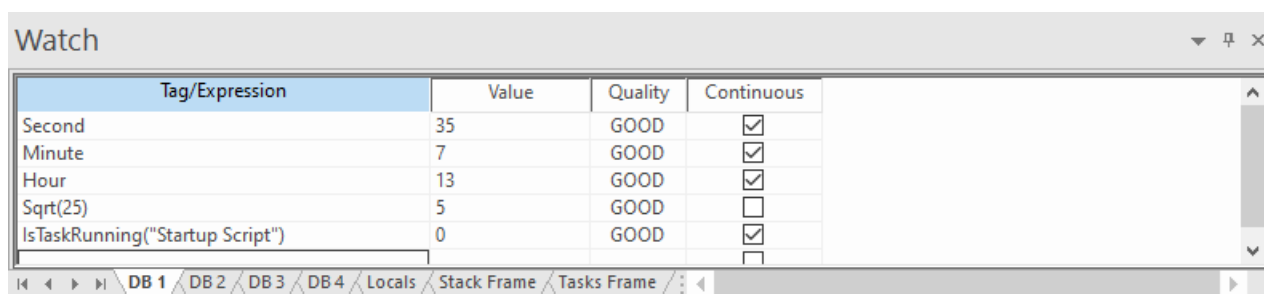 Watch
Tag/Expression Value Quality Continuous
Second 35 GOOD
Minute 7 GOOD
Hour 13 GOOD
Sqrt(25) 5 GOOD
IsTaskRunning("Startup Script") 0 GOOD
DB 1 DB 2 DB 3 DB 4 Locals Stack Frame Tasks Frame